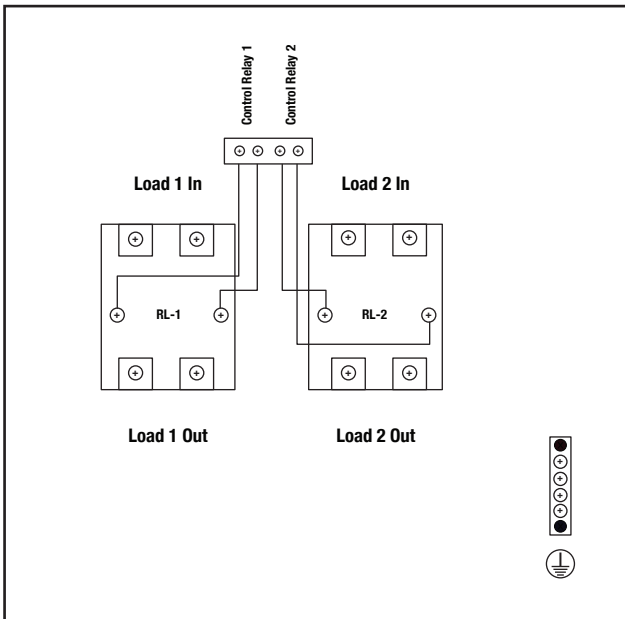 Control Relay 1
Control Relay 2
Load 1 In
Load 2 In
RL-1
RL-2
Load 1 Out
Load 2 Out